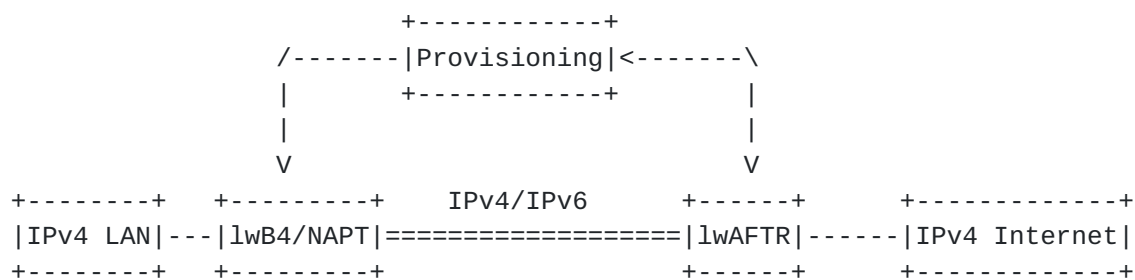 Provisioning
IPv4/IPv6
IPv4 LAN lwB4/NAPT lwAFTR IPv4 Internet